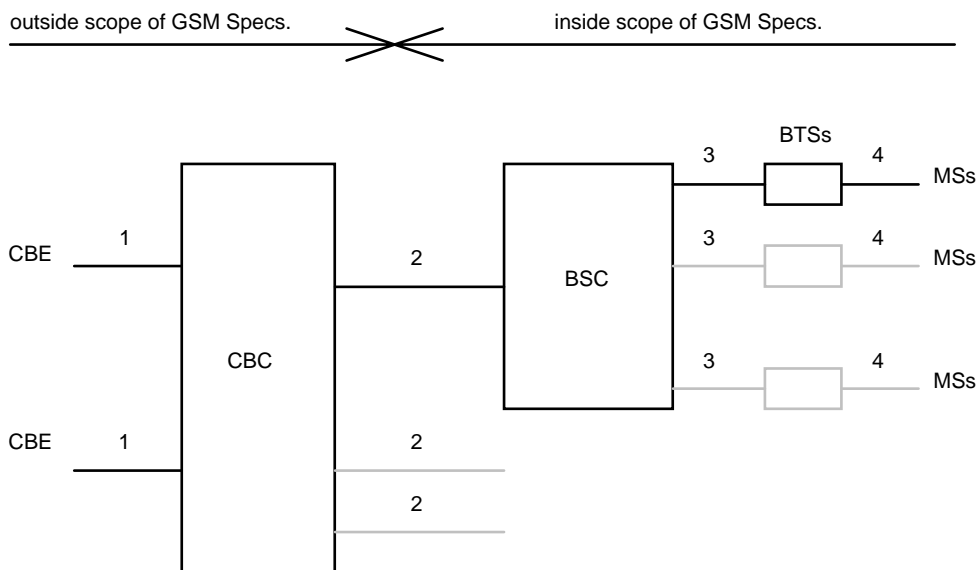 outside scope of GSM Specs.
inside scope of GSM Specs.
BTSs
3
4
MSs
CBE
1
2
3
4
MSs
BSC
CBC
3
4
MSs
CBE
1
2
2